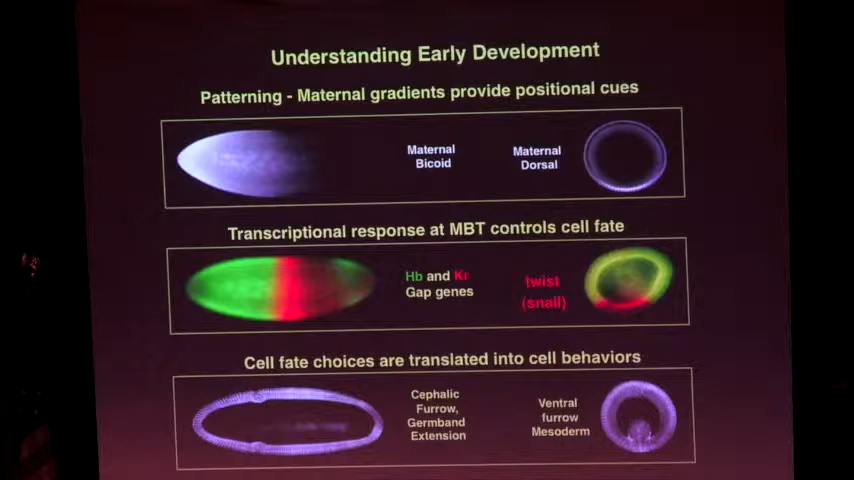 Understanding Early Development
Patterning - Maternal gradients provide positional cues
Maternal
Bicoid
Maternal
Dorsal
Transcriptional response at MBT controls cell fate
Hb and Kr
Gap genes
twist
(snail)
Cell fate choices are translated into cell behaviors
Cephalic
Furrow,
Germband
Extension
Ventral
furrow
Mesoderm